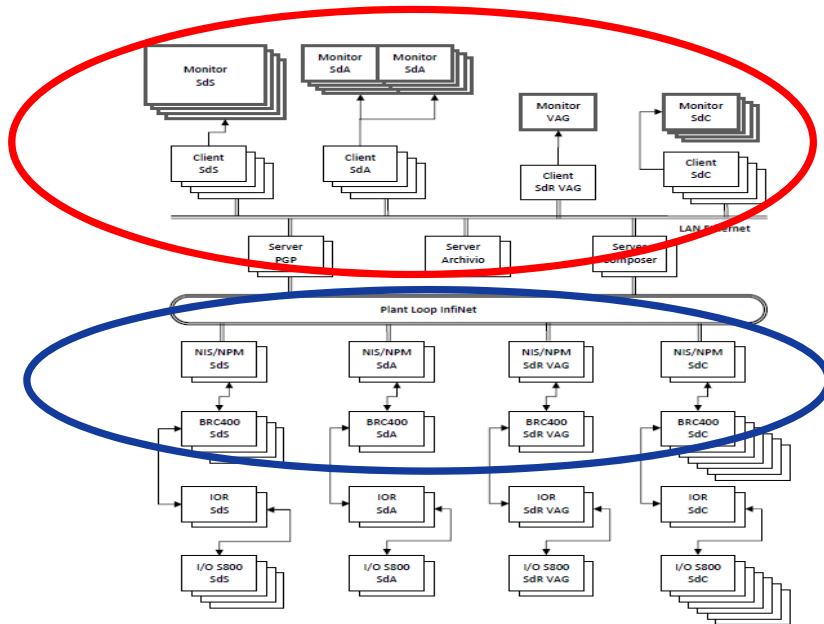 Monitor
SdS
Monitor
SdA
Monitor
SdA
Monitor
VAG
Monitor
SdC
Client
SdS
Client
SdA
Client
SdR VAG
Client
SdC
LAN Ethernet
Server
PGP
Server
Archivio
Server
Composer
Plant Loop InfiNet
NIS/NPM
SdS
NIS/NPM
SdA
NIS/NPM
SdR VAG
NIS/NPM
SdC
BRC400
SdS
BRC400
SdA
BRC400
SdR VAG
BRC400
SdC
IOR
SdS
IOR
SdA
IOR
SdR VAG
IOR
SdC
I/O S800
SdS
I/O S800
SdA
I/O S800
SdR VAG
I/O S800
SdC